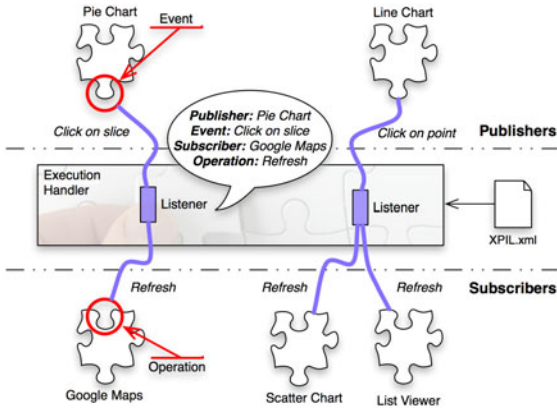 Pie Chart
Event
Line Chart
Click on slice
Publisher: Pie Chart
Event: Click on slice
Subscriber: Google Maps
Operation: Refresh
Click on point
Publishers
Execution
Handler
Listener
Listener
XPIL.xml
Refresh
Refresh
Refresh
Subscribers
Operation
Google Maps
Scatter Chart
List Viewer